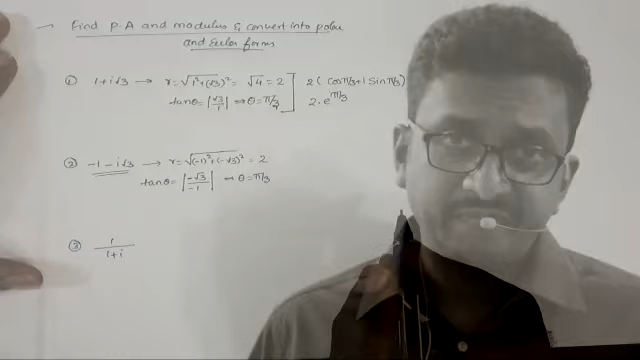 Find P.A and modulus & convert into polar
and Euler forms
① 1+i√3 → r = √1²+(√3)² = √4 = 2 2(cosπ/3+i sinπ/3)
tanθ = |√3/1| ⇒ θ = π/3 2.e^iπ/3
② -1-i√3 → r = √(-1)²+(-√3)² = 2
tanθ = |-√3/-1| ⇒ θ = π/3
③ 1/1+i